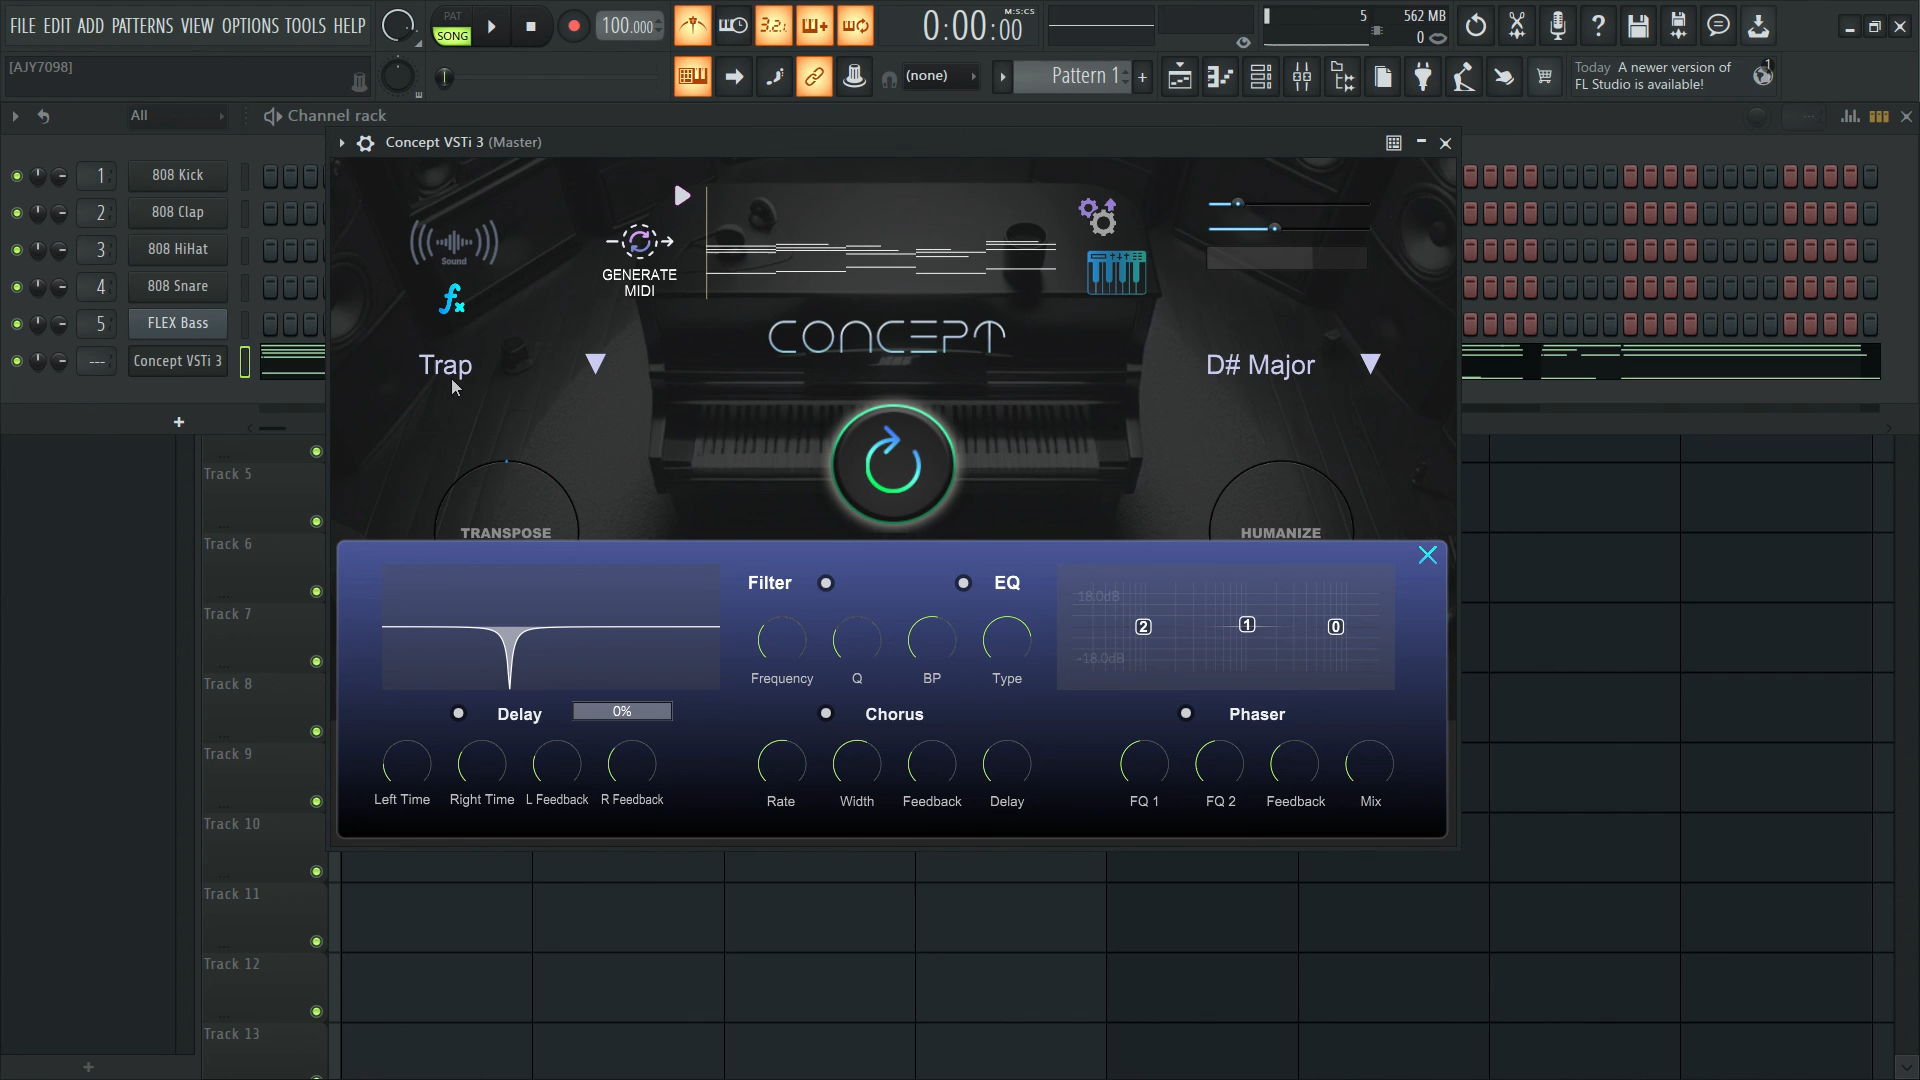 FILE EDIT ADD PATTERNS VIEW OPTIONS TOOLS HELP
PAT
SONG
100.000
3.2.
0:00:00
M:S:CS
5
562 MB
0
[AJY7098]
(none)
Pattern 1
+
Today A newer version of
FL Studio is available!
1
All
Channel rack
Concept VSTi 3 (Master)
1
808 Kick
2
808 Clap
3
808 HiHat
4
808 Snare
5
FLEX Bass
---
Concept VSTi 3
+
Sound
fx
GENERATE
MIDI
CONCEPT
Trap
D# Major
TRANSPOSE
HUMANIZE
Filter
EQ
18.0dB
2
1
0
-18.0dB
Frequency
Q
BP
Type
Delay
0%
Chorus
Phaser
Left Time
Right Time
L Feedback
R Feedback
Rate
Width
Feedback
Delay
FQ 1
FQ 2
Feedback
Mix
Track 5
Track 6
Track 7
Track 8
Track 9
Track 10
Track 11
Track 12
Track 13
+